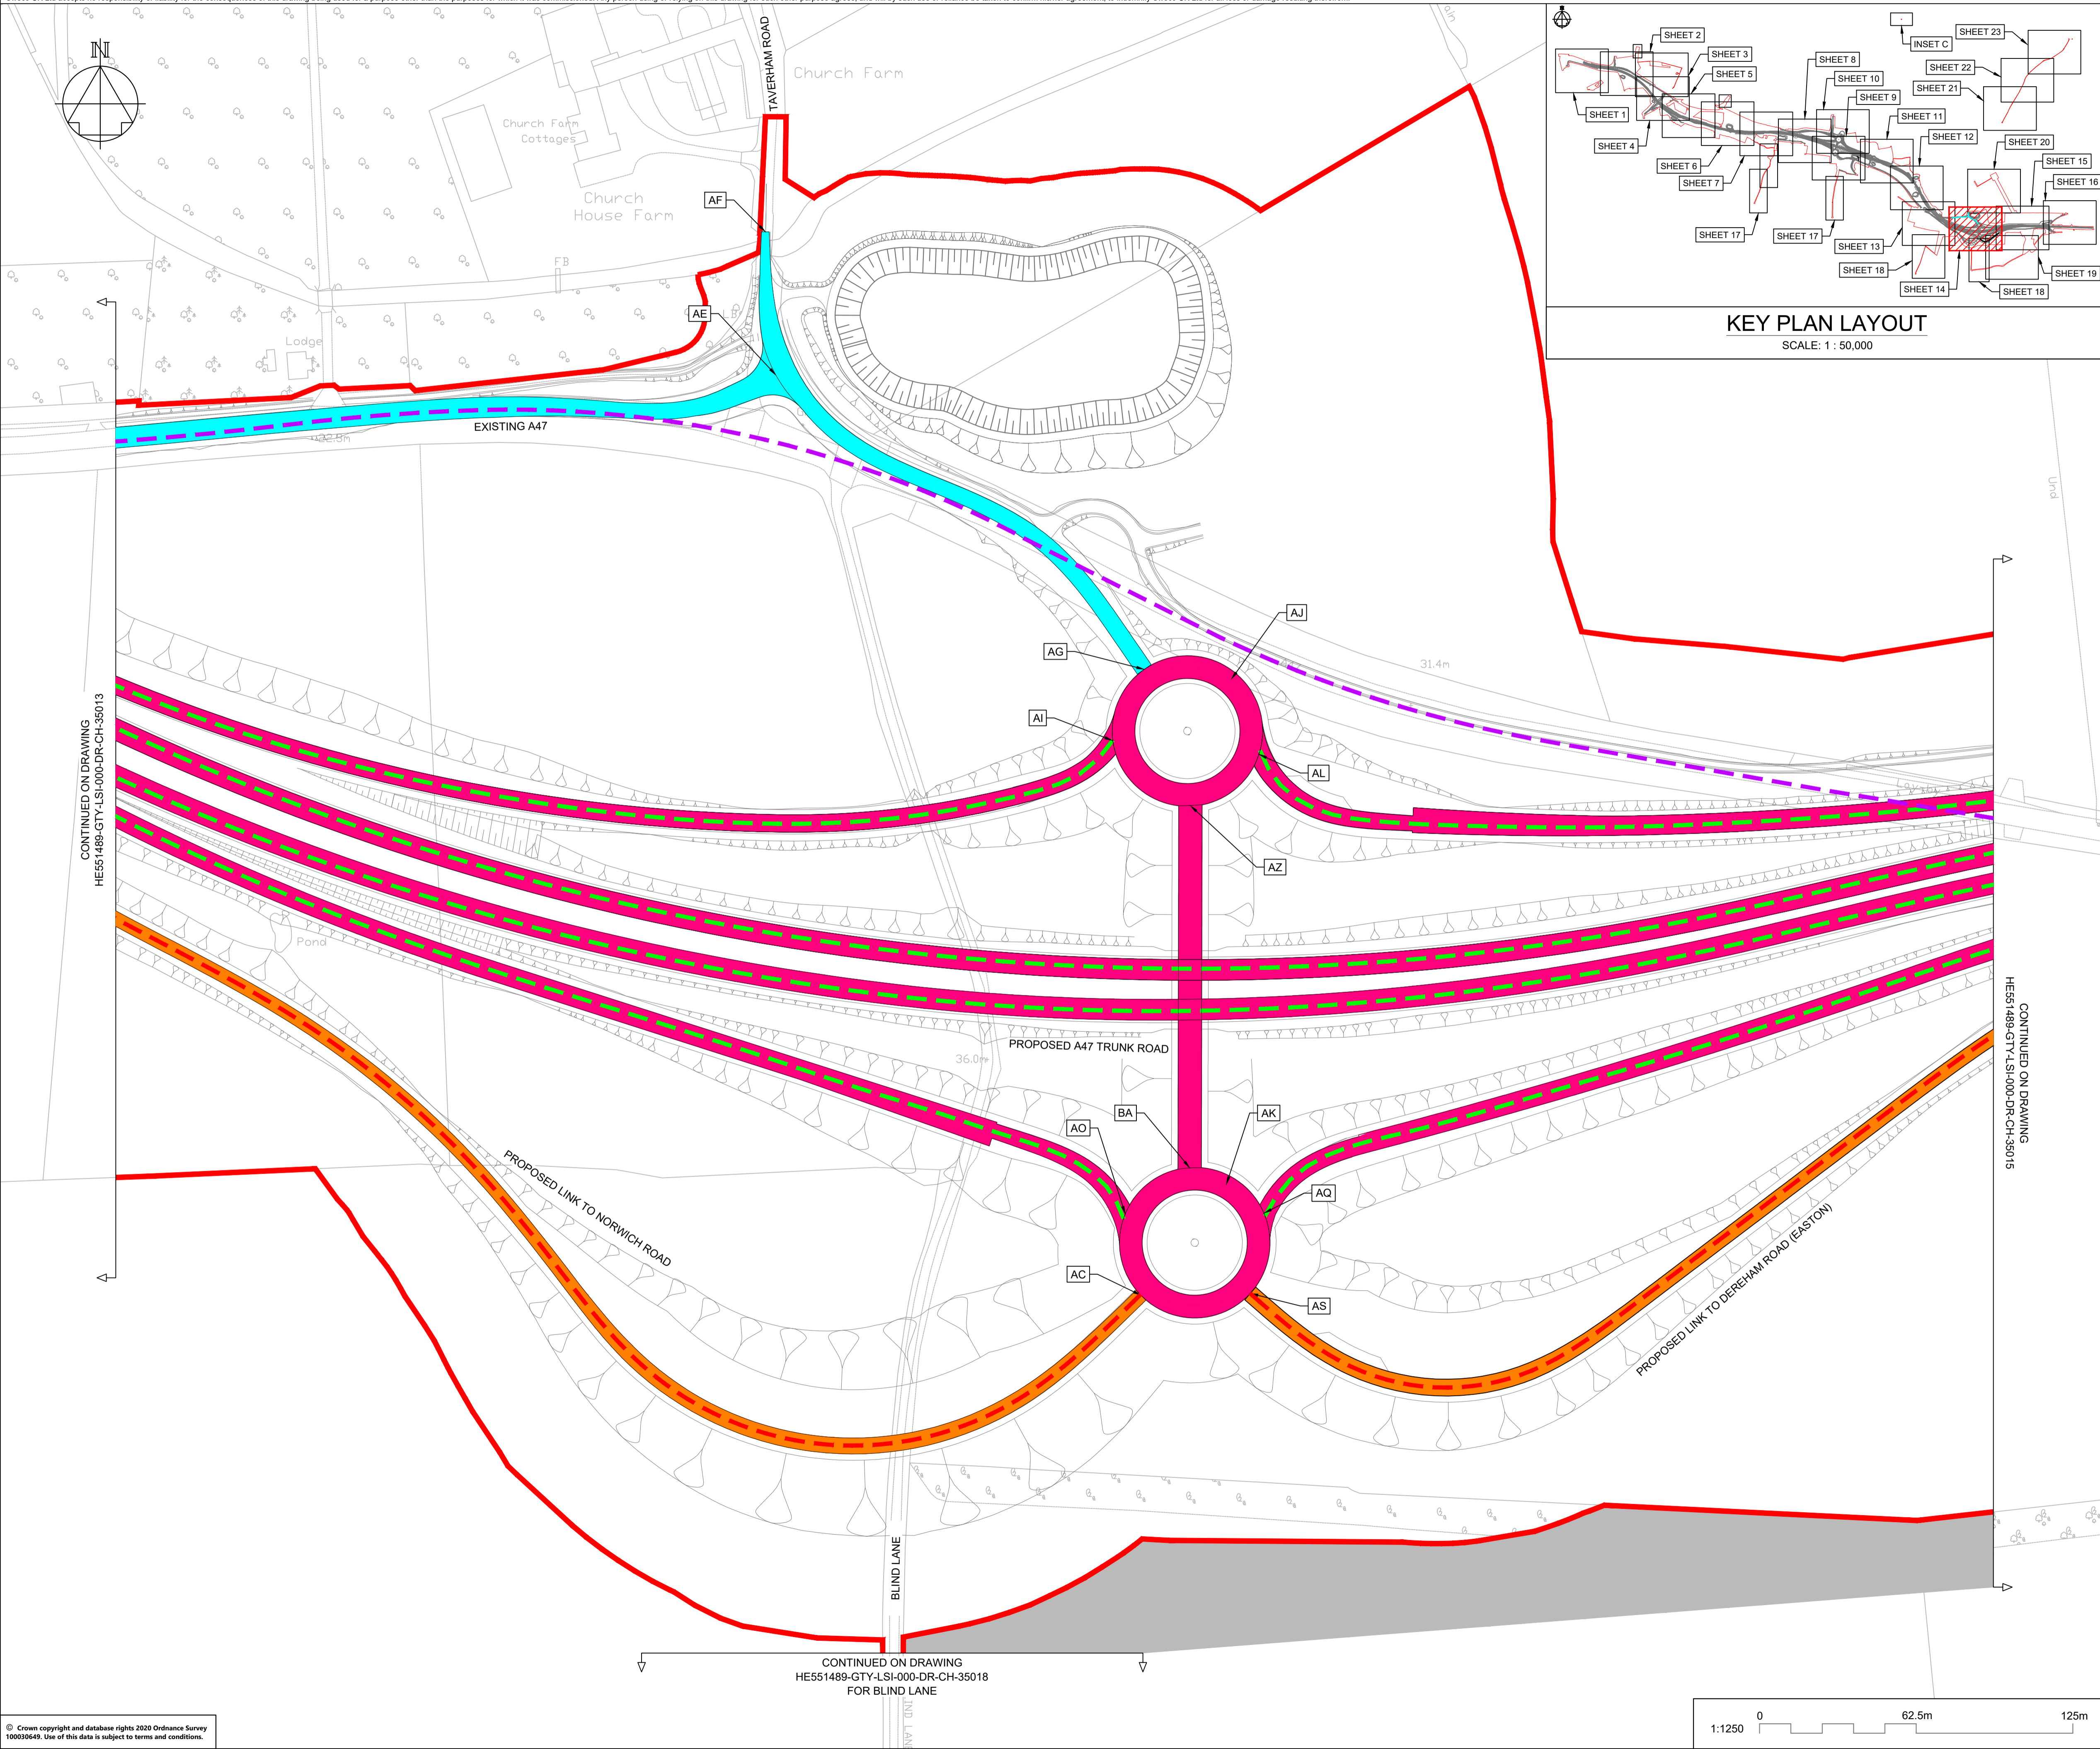 N
TAVERHAM ROAD
Church Farm
Church Farm
Cottages
Church
House Farm
AF
FB
AE
LB
Lodge
EXISTING A47
SHEET 1
SHEET 2
SHEET 3
SHEET 4
SHEET 5
SHEET 6
SHEET 7
SHEET 8
SHEET 10
SHEET 9
SHEET 11
SHEET 12
SHEET 17
SHEET 17
SHEET 13
SHEET 18
SHEET 14
SHEET 18
SHEET 19
SHEET 16
SHEET 15
SHEET 20
SHEET 21
SHEET 22
SHEET 23
INSET C
KEY PLAN LAYOUT
SCALE: 1 : 50,000
Und
AG
AJ
31.4m
AI
AL
AZ
CONTINUED ON DRAWING
HE551489-GTY-LSI-000-DR-CH-35013
Pond
36.0m
PROPOSED A47 TRUNK ROAD
BA
AK
AO
AQ
AC
AS
PROPOSED LINK TO NORWICH ROAD
PROPOSED LINK TO DEREHAM ROAD (EASTON)
CONTINUED ON DRAWING
HE551489-GTY-LSI-000-DR-CH-35015
BLIND LANE
CONTINUED ON DRAWING
HE551489-GTY-LSI-000-DR-CH-35018
FOR BLIND LANE
© Crown copyright and database rights 2020 Ordnance Survey
100030649. Use of this data is subject to terms and conditions.
1:1250
0 62.5m 125m